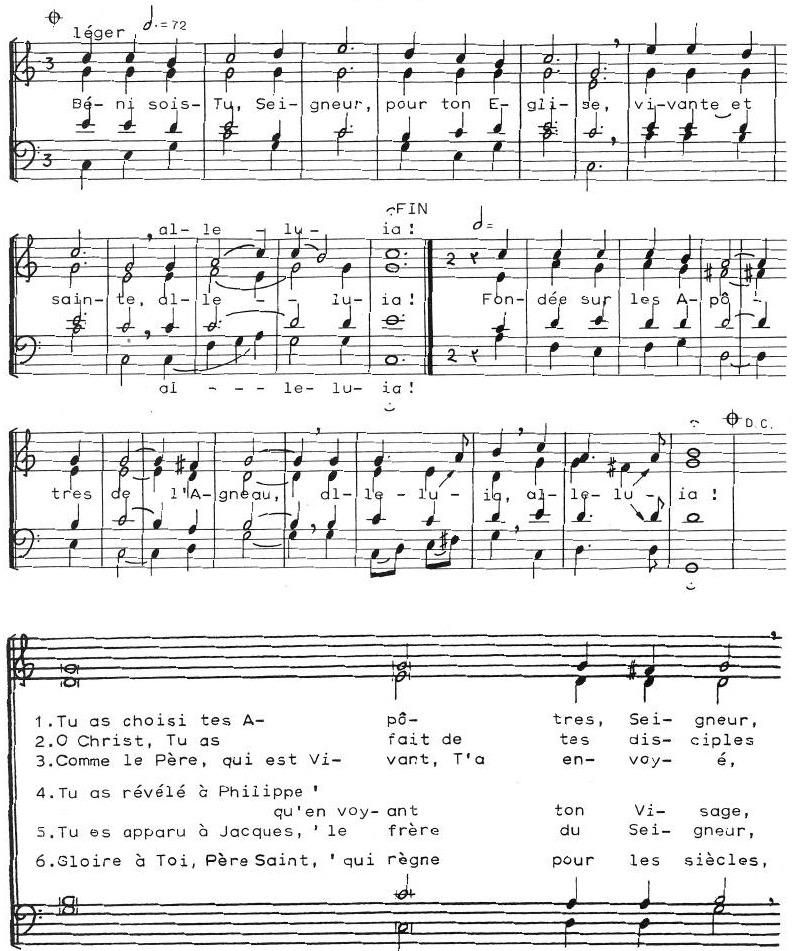 léger 𝅗𝅥. = 72
3
Bé- ni sois- Tu, Sei- gneur, pour ton E- gli- se, vi-vante et
3
al- le - lu- ia! FIN
𝅗𝅥=
2
sain- te, al- le - - lu- ia! Fon- dée sur les A- pô -
2
al - - - le- lu- ia!
D.C.
tres de l'A- gneau, al- le - lu - ia, al- le- lu - ia !
1.Tu as choisi tes A- pô- tres, Sei- gneur,
2.O Christ, Tu as fait de tes dis- ciples
3.Comme le Père, qui est Vi- vant, T'a en- voy- é,
4.Tu as révélé à Philippe '
qu'en voy- ant ton Vi- sage,
5.Tu es apparu à Jacques, ' le frère du Sei- gneur,
6.Gloire à Toi, Père Saint, ' qui règne pour les siècles,